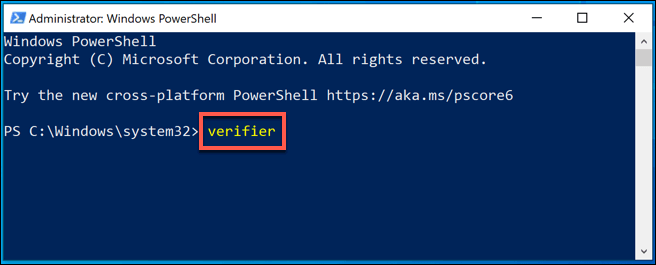 Administrator: Windows PowerShell
Windows PowerShell
Copyright (C) Microsoft Corporation. All rights reserved.
Try the new cross-platform PowerShell https://aka.ms/pscore6
PS C:\Windows\system32> verifier